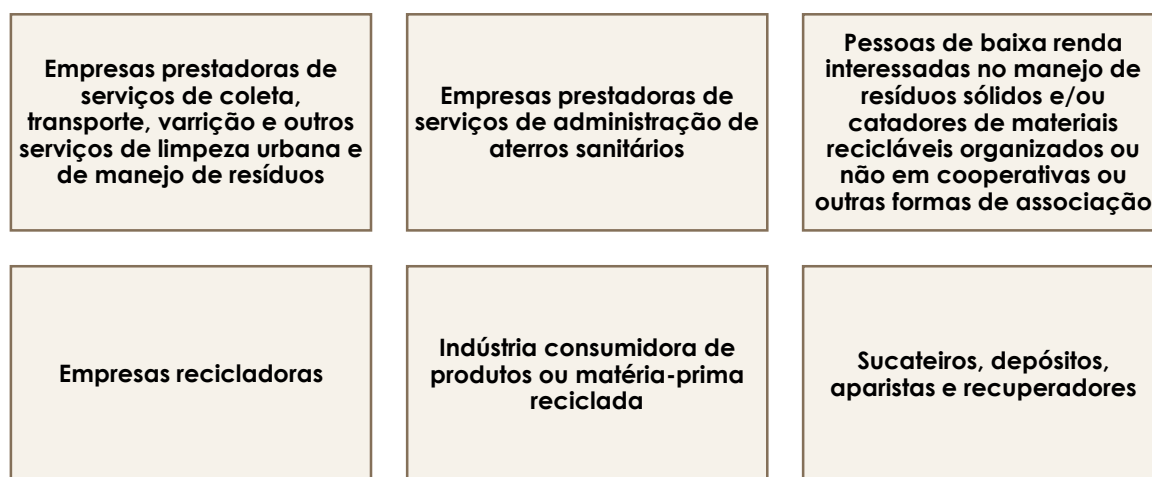 Empresas prestadoras de
serviços de coleta,
transporte, varrição e outros
serviços de limpeza urbana e
de manejo de resíduos
Empresas prestadoras de
serviços de administração de
aterros sanitários
Pessoas de baixa renda
interessadas no manejo de
resíduos sólidos e/ou
catadores de materiais
recicláveis organizados ou
não em cooperativas ou
outras formas de associação
Empresas recicladoras
Indústria consumidora de
produtos ou matéria-prima
reciclada
Sucateiros, depósitos,
aparistas e recuperadores